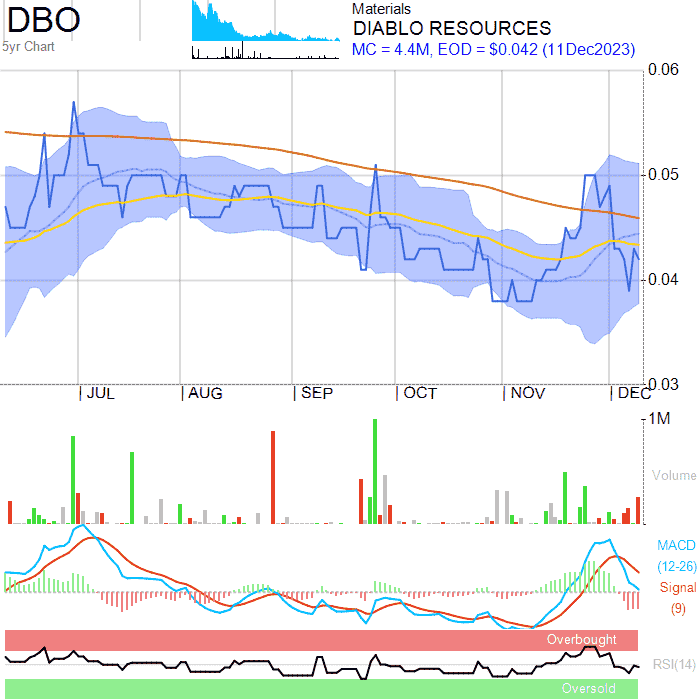 DBO
5yr Chart
Materials
DIABLO RESOURCES
MC = 4.4M, EOD = $0.042 (11Dec2023)
0.06
0.05
0.04
0.03
JUL
AUG
SEP
OCT
NOV
DEC
1M
Volume
MACD
(12-26)
Signal
(9)
Overbought
RSI(14)
Oversold